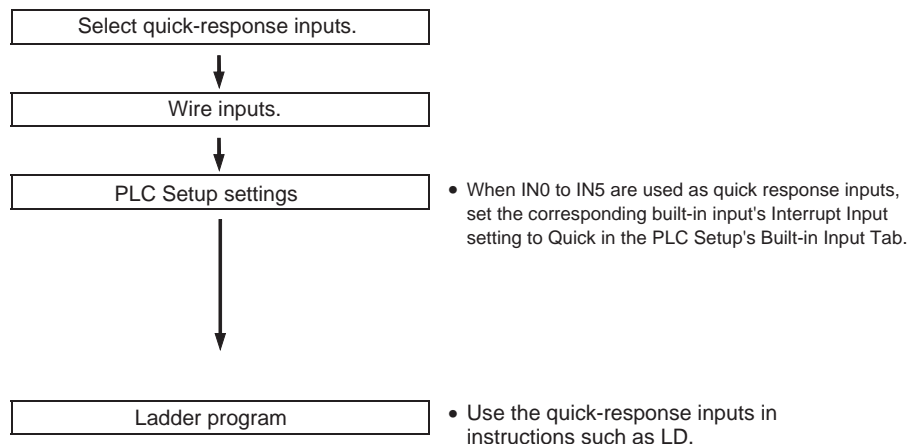 Select quick-response inputs.
Wire inputs.
PLC Setup settings
• When IN0 to IN5 are used as quick response inputs,
set the corresponding built-in input's Interrupt Input
setting to Quick in the PLC Setup's Built-in Input Tab.
Ladder program
• Use the quick-response inputs in
instructions such as LD.